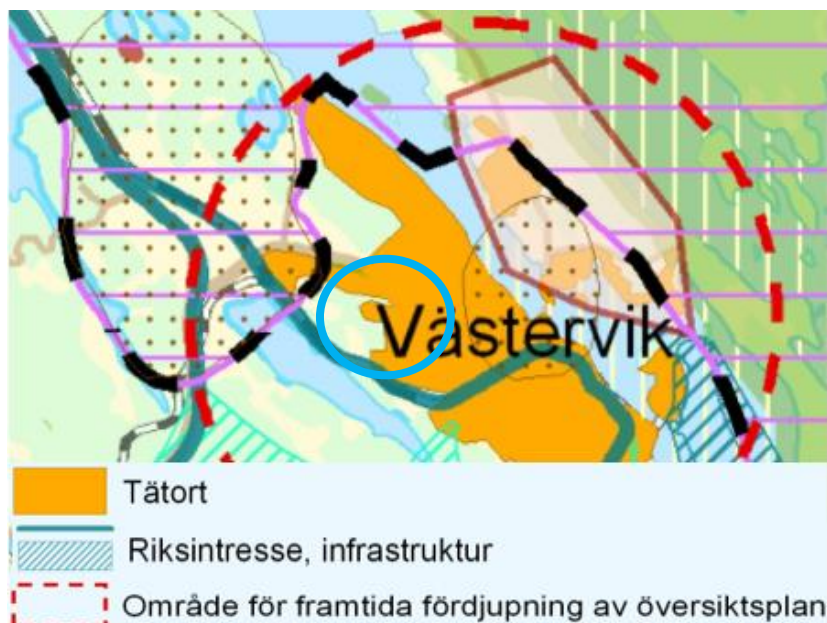 Västervik
Tätort
Riksintresse, infrastruktur
Område för framtida fördjupning av översiktsplan